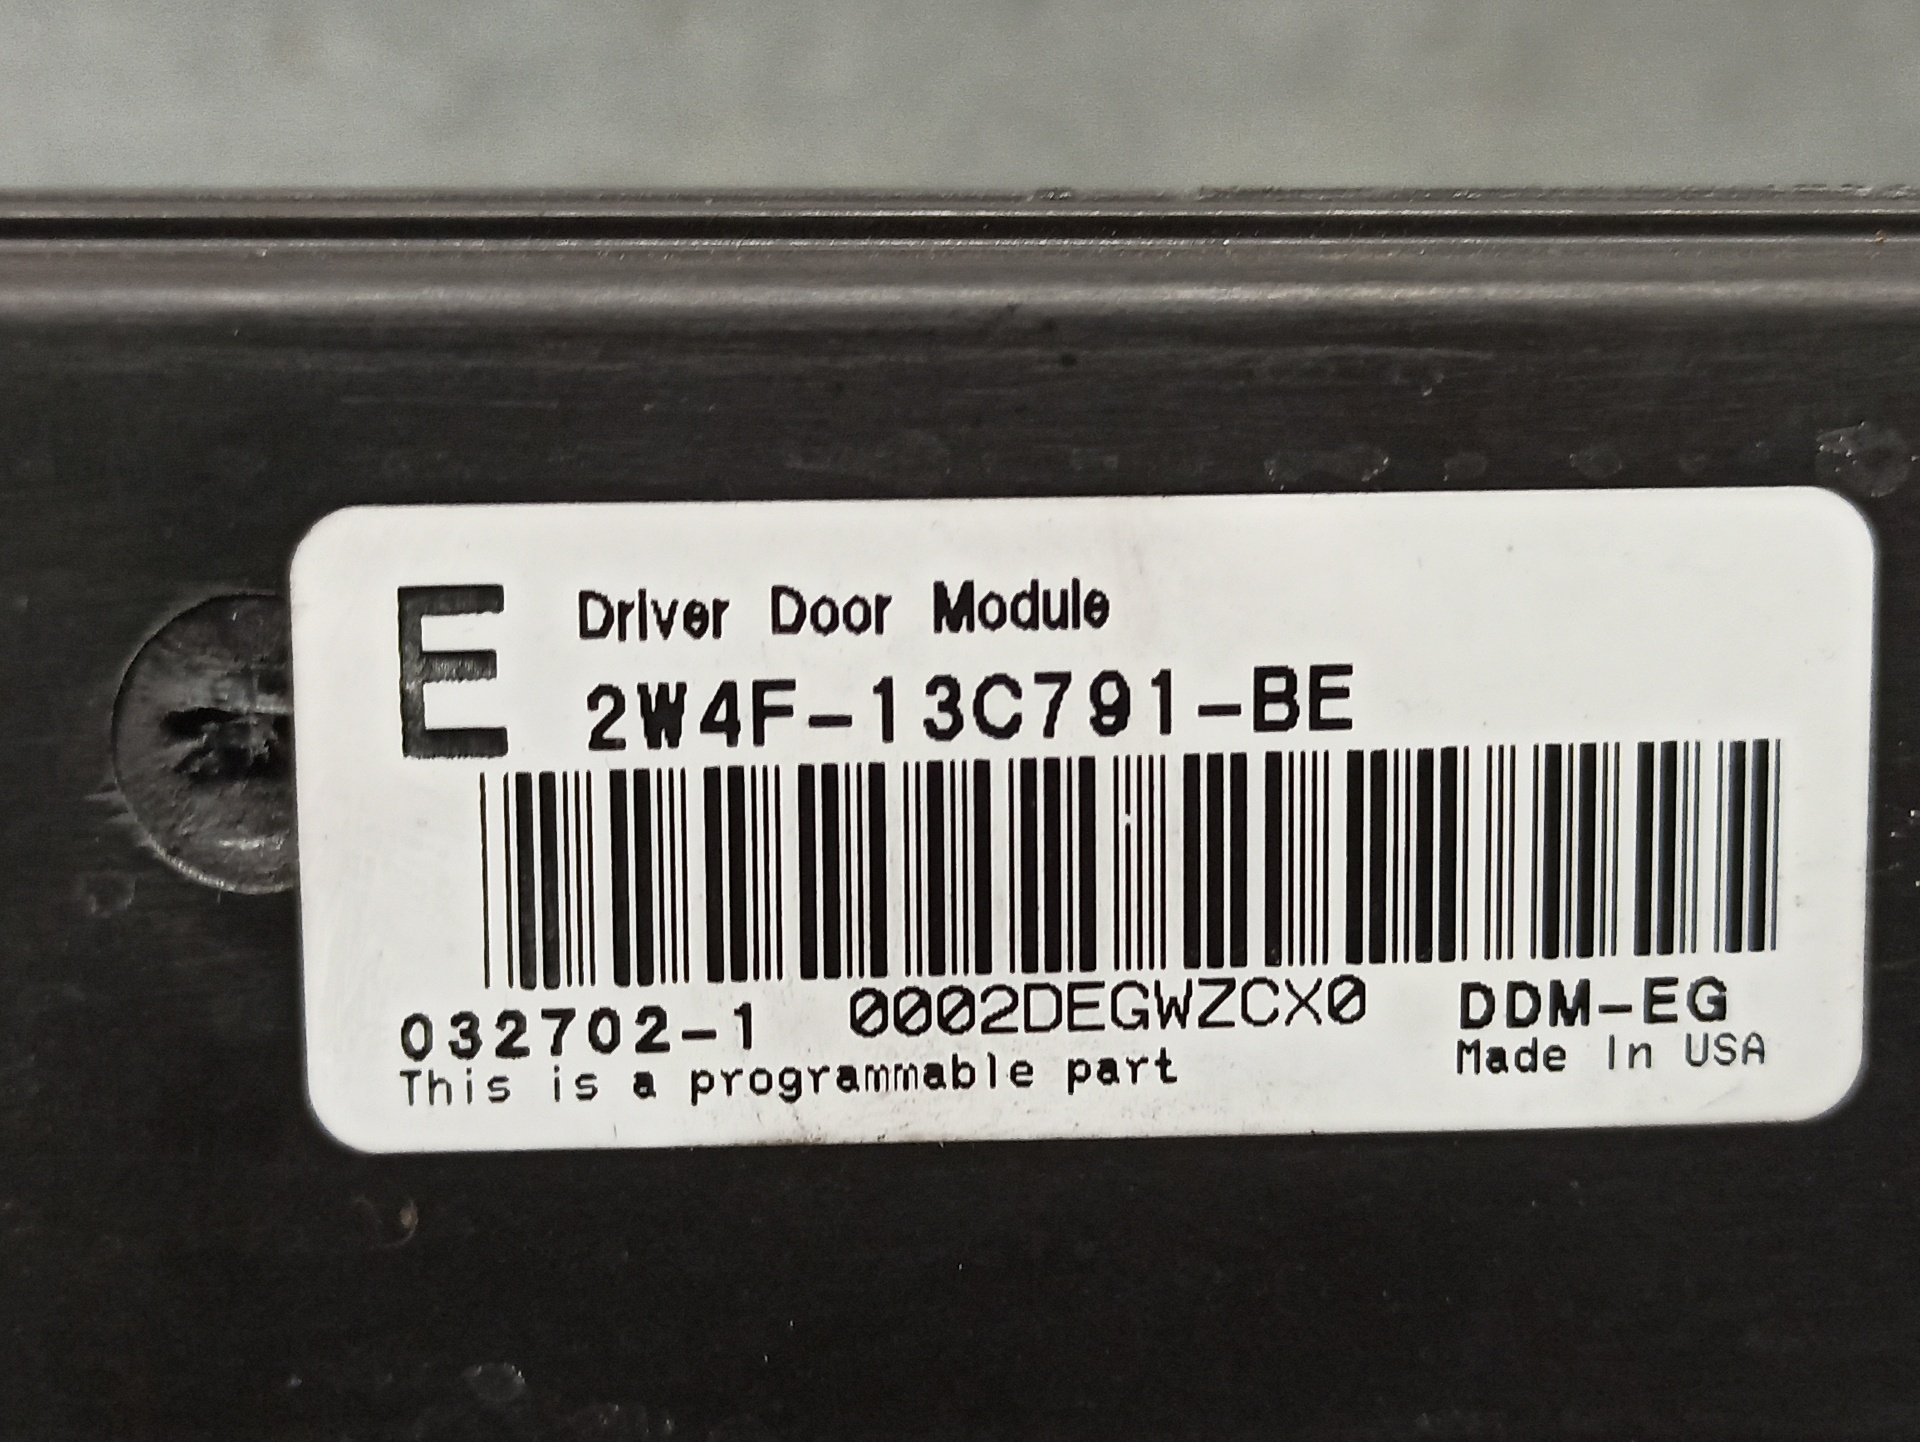 E
Driver Door Module
2W4F-13C791-BE
032702-1 0002DEGWZCX0 DDM-EG
This is a programmable part Made In USA